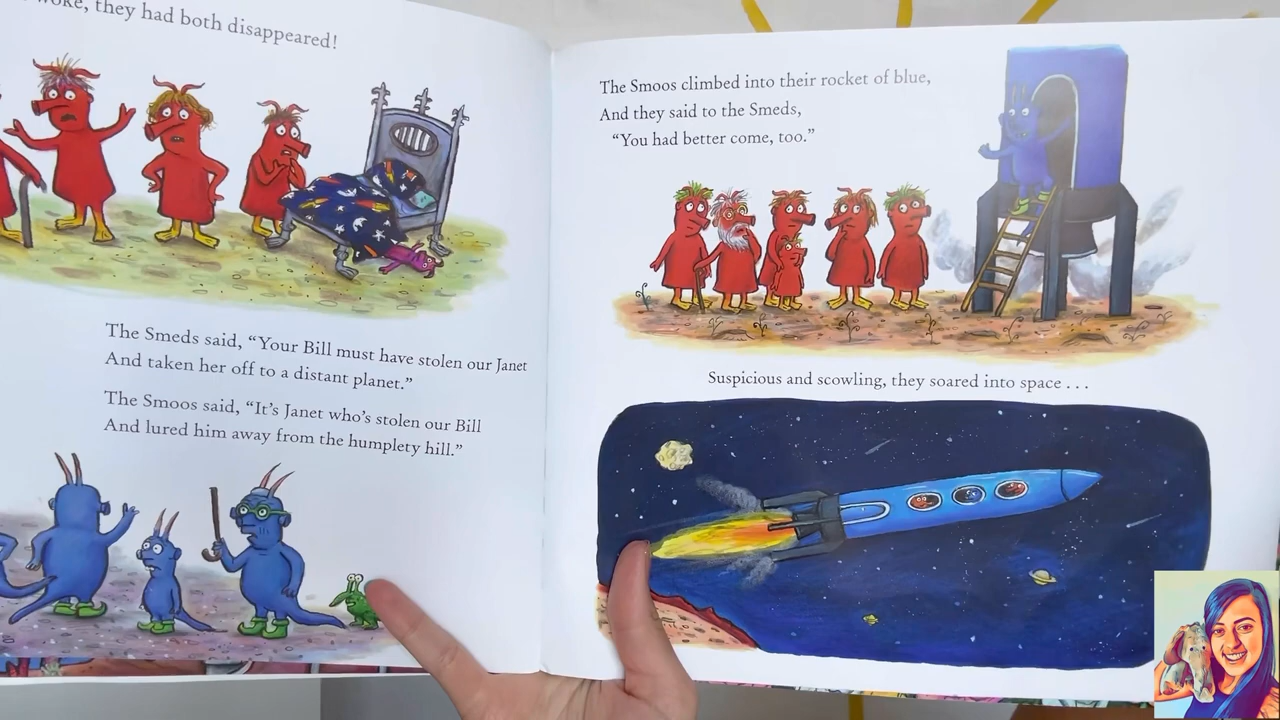 woke, they had both disappeared!
The Smeds said, “Your Bill must have stolen our Janet
And taken her off to a distant planet.”
The Smoos said, “It’s Janet who’s stolen our Bill
And lured him away from the humplety hill.”
The Smoos climbed into their rocket of blue,
And they said to the Smeds,
“You had better come, too.”
Suspicious and scowling, they soared into space . . .